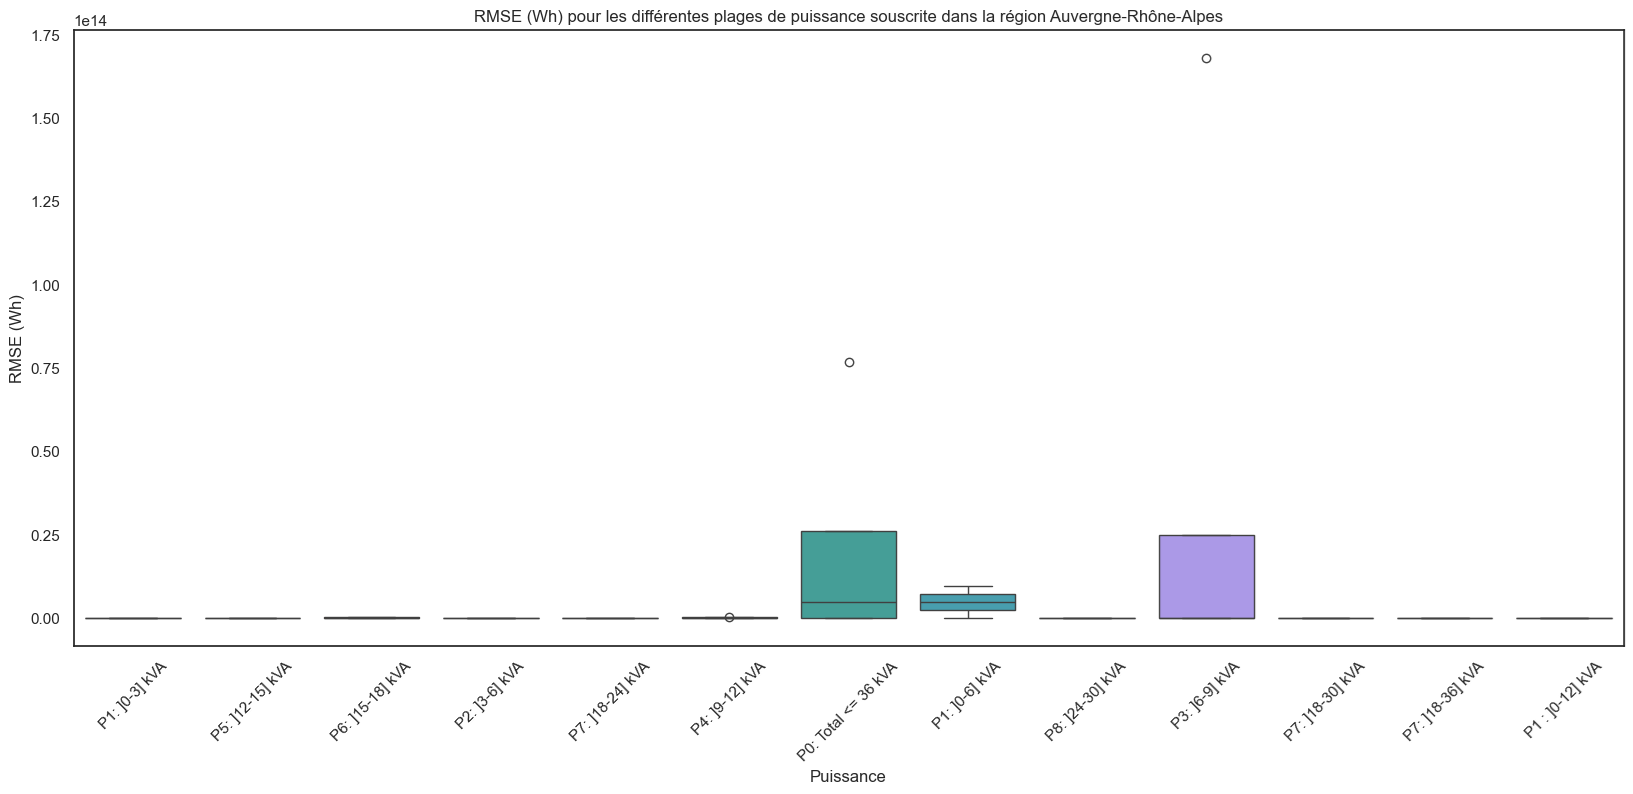 RMSE (Wh) pour les différentes plages de puissance souscrite dans la région Auvergne-Rhône-Alpes
1e14
1.75
1.50
1.25
1.00
0.75
0.50
0.25
0.00
RMSE (Wh)
P1: ]0-3] kVA
P5: ]12-15] kVA
P6: ]15-18] kVA
P2: ]3-6] kVA
P7: ]18-24] kVA
P4: ]9-12] kVA
P0: Total <= 36 kVA
P1: ]0-6] kVA
P8: ]24-30] kVA
P3: ]6-9] kVA
P7: ]18-30] kVA
P7: ]18-36] kVA
P1 : ]0-12] kVA
Puissance